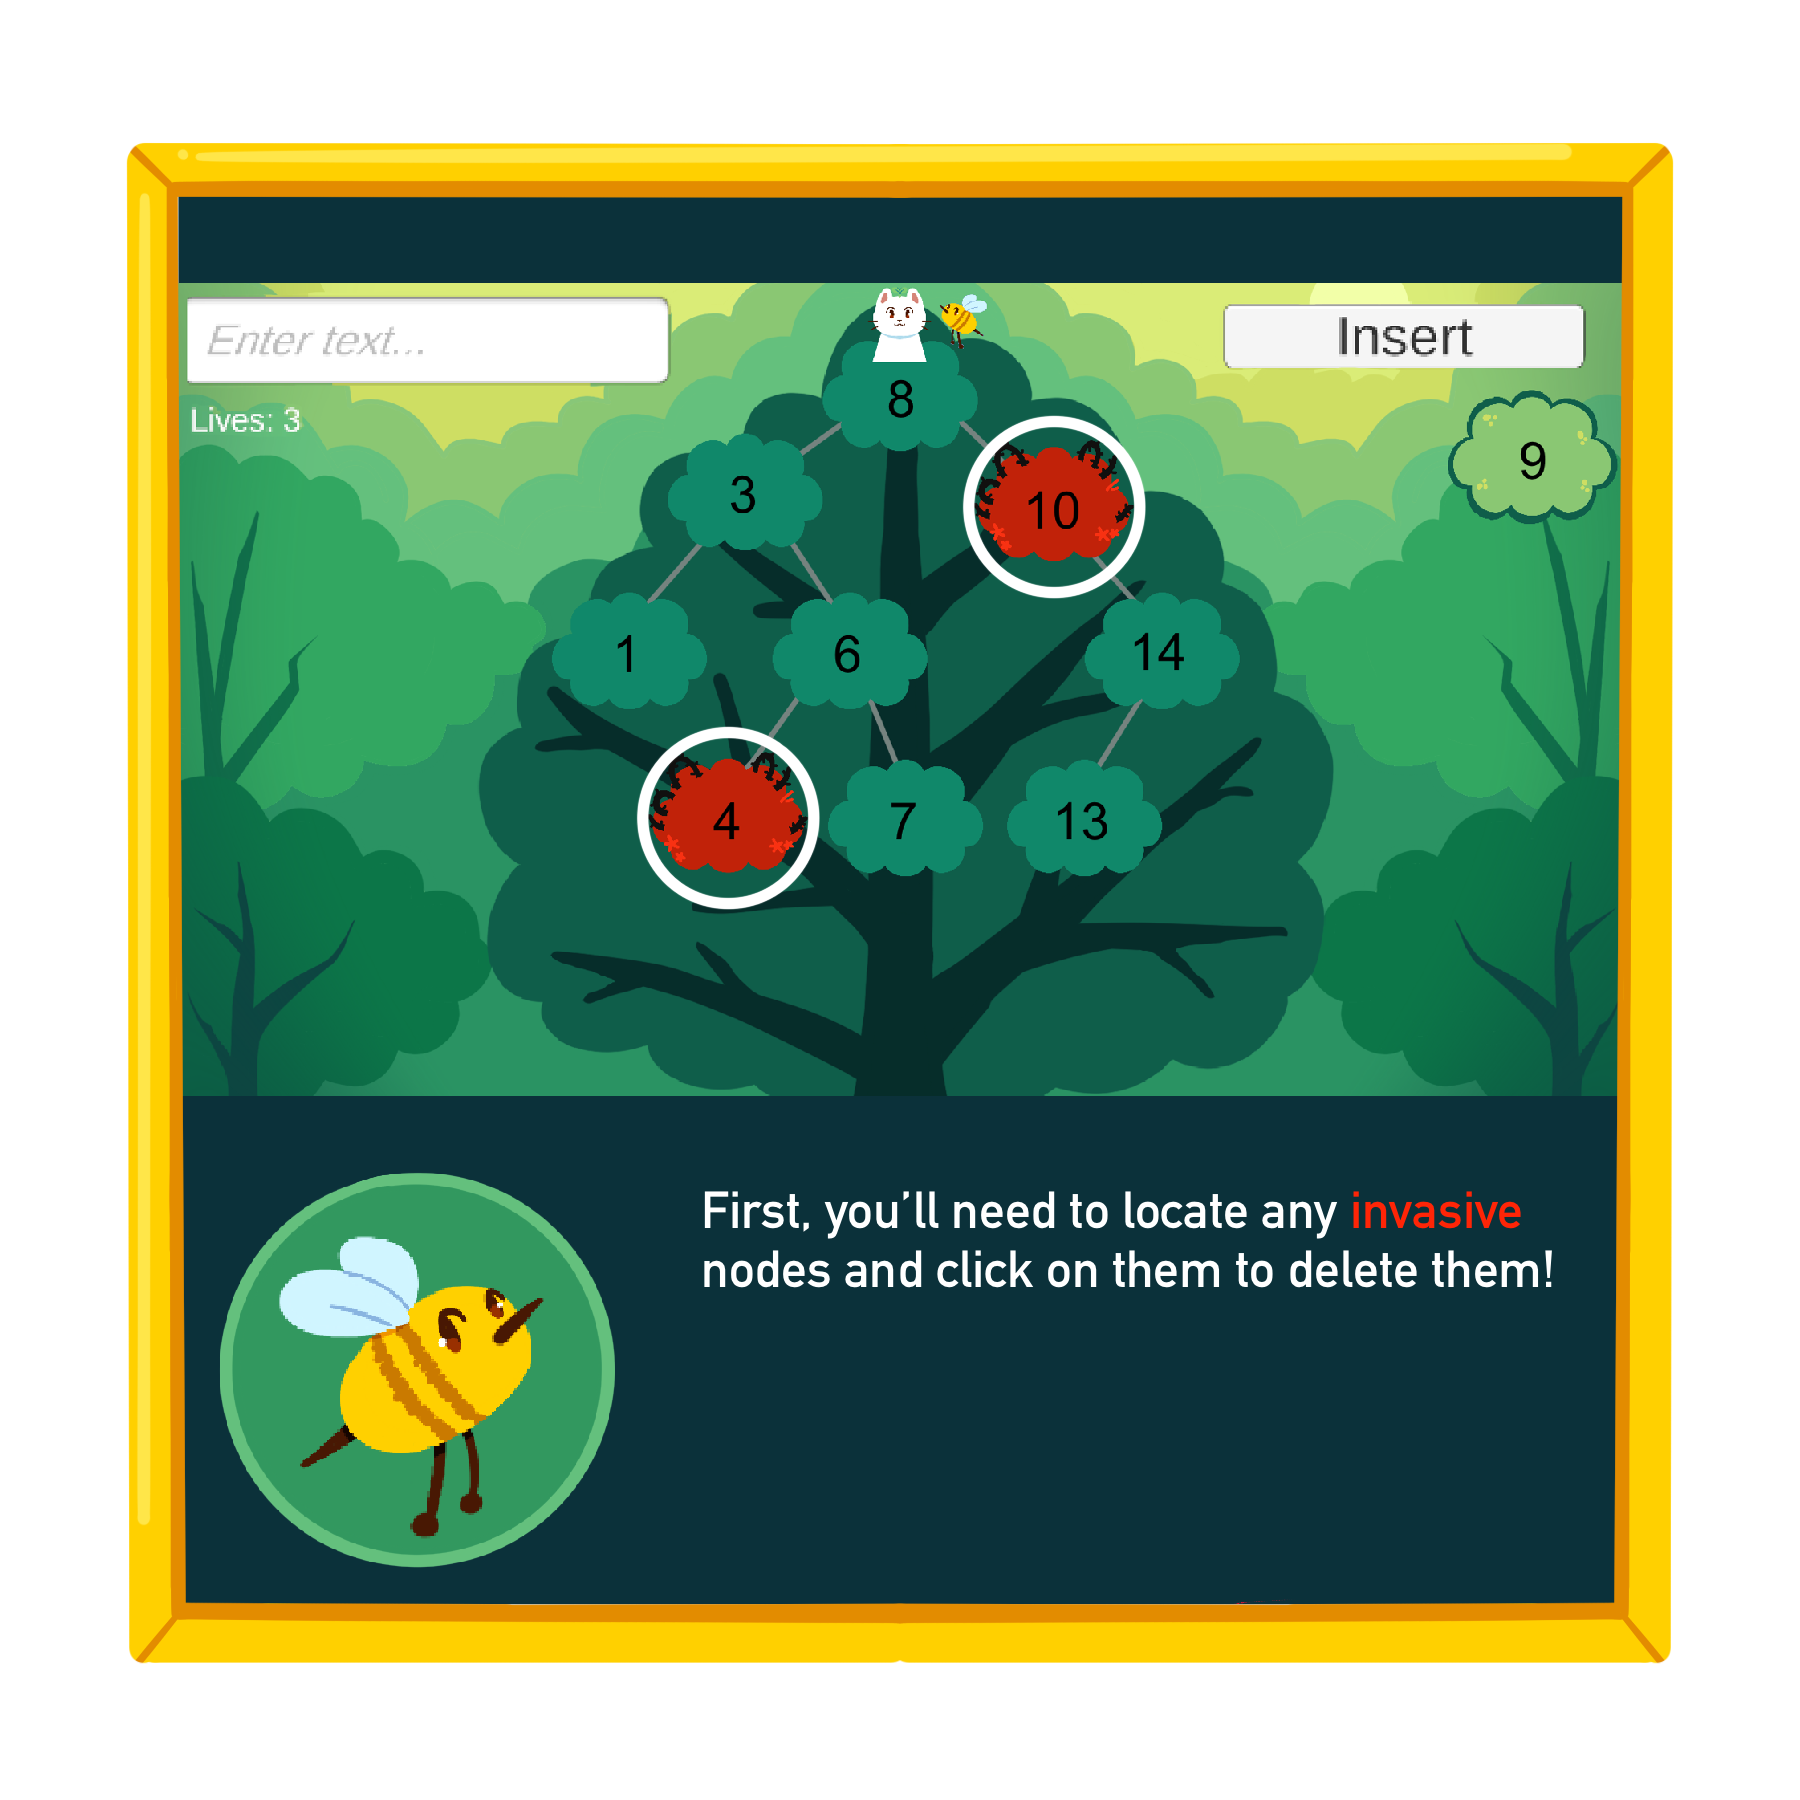 Enter text...
Insert
Lives: 3
8
9
3
10
1
6
14
4
7
13
First, you'll need to locate any invasive
nodes and click on them to delete them!